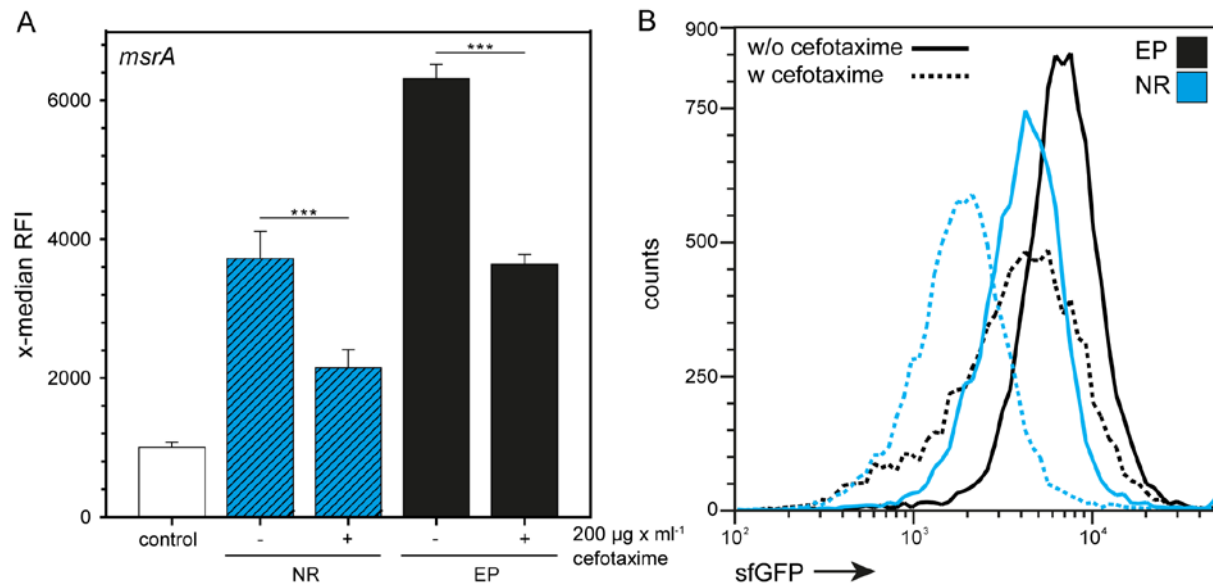 A
msrA
***
***
6000
4000
2000
0
x-median RFI
control
- + - +
200 µg x ml-1
cefotaxime
NR EP
B
w/o cefotaxime
w cefotaxime
EP
NR
900
750
500
250
0
counts
10² 10³ 10⁴
sfGFP